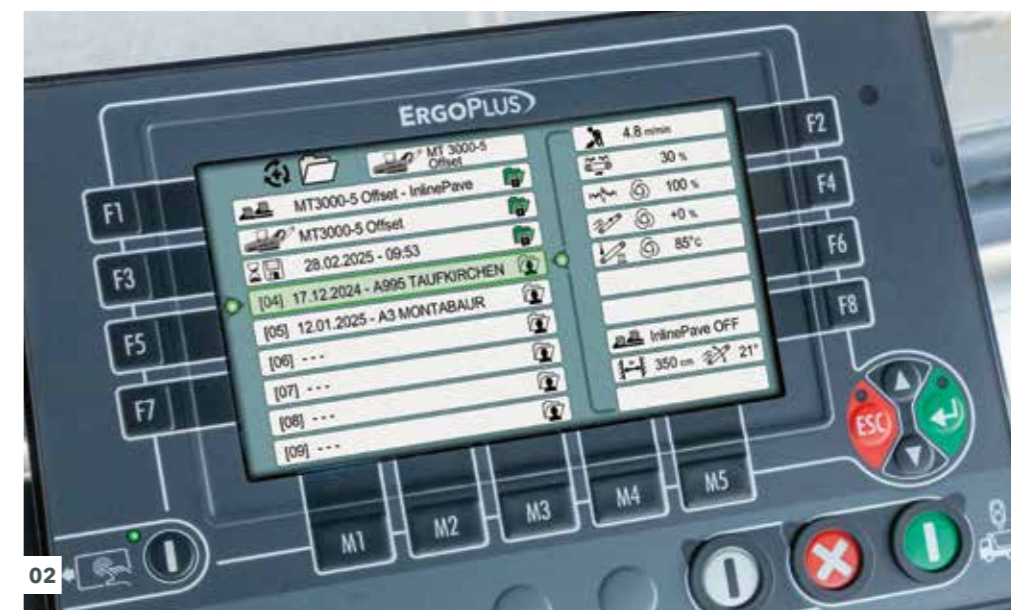 ERGOPLUS
MT 3000-5
Offset
MT3000-5 Offset - InlinePave
MT3000-5 Offset
28.02.2025 - 09:53
[04] 17.12.2024 - A995 TAUFKIRCHEN
[05] 12.01.2025 - A3 MONTABAUR
[06] ---
[07] ---
[08] ---
[09] ---
4.8 m/min
30 %
100 %
+0 %
85°c
InlinePave OFF
350 cm 21°
F1
F3
F5
F7
F2
F4
F6
F8
ESC
M1
M2
M3
M4
M5
02